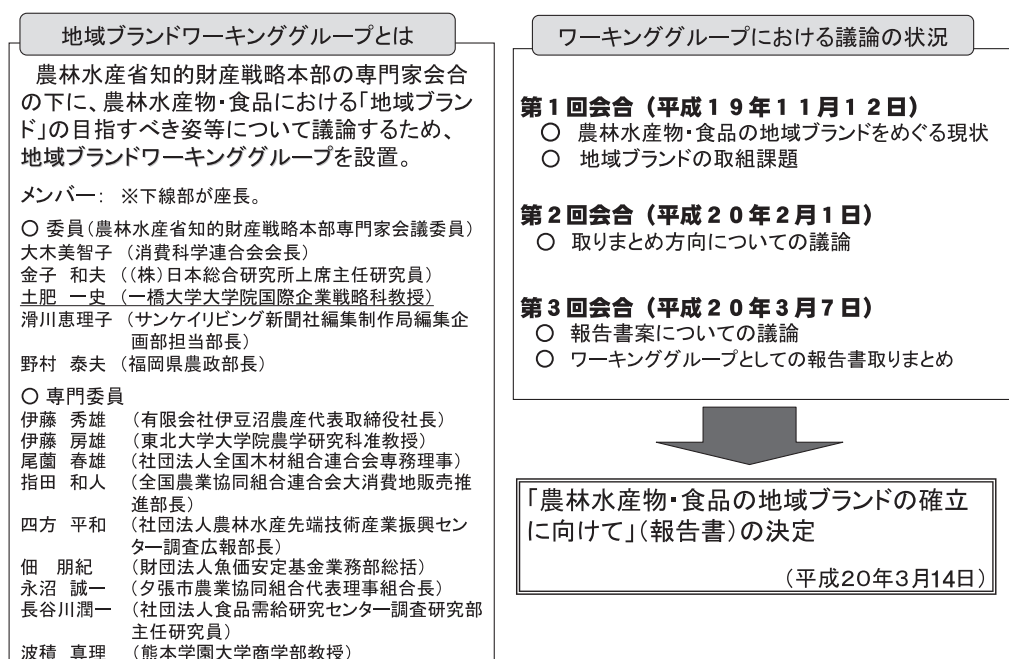 地域ブランドワーキンググループとは
農林水産省知的財産戦略本部の専門家会合
の下に、農林水産物・食品における「地域ブラン
ド」の目指すべき姿等について議論するため、
地域ブランドワーキンググループを設置。
メンバー: ※下線部が座長。
○ 委員(農林水産省知的財産戦略本部専門家会議委員)
大木美智子 (消費科学連合会会長)
金子 和夫 ((株)日本総合研究所上席主任研究員)
土肥 一史 (一橋大学大学院国際企業戦略科教授)
滑川恵理子 (サンケイリビング新聞社編集制作局編集企
画部担当部長)
野村 泰夫 (福岡県農政部長)
○ 専門委員
伊藤 秀雄 (有限会社伊豆沼農産代表取締役社長)
伊藤 房雄 (東北大学大学院農学研究科准教授)
尾薗 春雄 (社団法人全国木材組合連合会専務理事)
指田 和人 (全国農業協同組合連合会大消費地販売推
進部長)
四方 平和 (社団法人農林水産先端技術産業振興セン
ター調査広報部長)
佃 朋紀 (財団法人魚価安定基金業務部総括)
永沼 誠一 (夕張市農業協同組合代表理事組合長)
長谷川潤一 (社団法人食品需給研究センター調査研究部
主任研究員)
波積 真理 (熊本学園大学商学部教授)
ワーキンググループにおける議論の状況
第1回会合(平成19年11月12日)
○ 農林水産物・食品の地域ブランドをめぐる現状
○ 地域ブランドの取組課題
第2回会合(平成20年2月1日)
○ 取りまとめ方向についての議論
第3回会合(平成20年3月7日)
○ 報告書案についての議論
○ ワーキンググループとしての報告書取りまとめ
「農林水産物・食品の地域ブランドの確立
に向けて」(報告書)の決定
(平成20年3月14日)